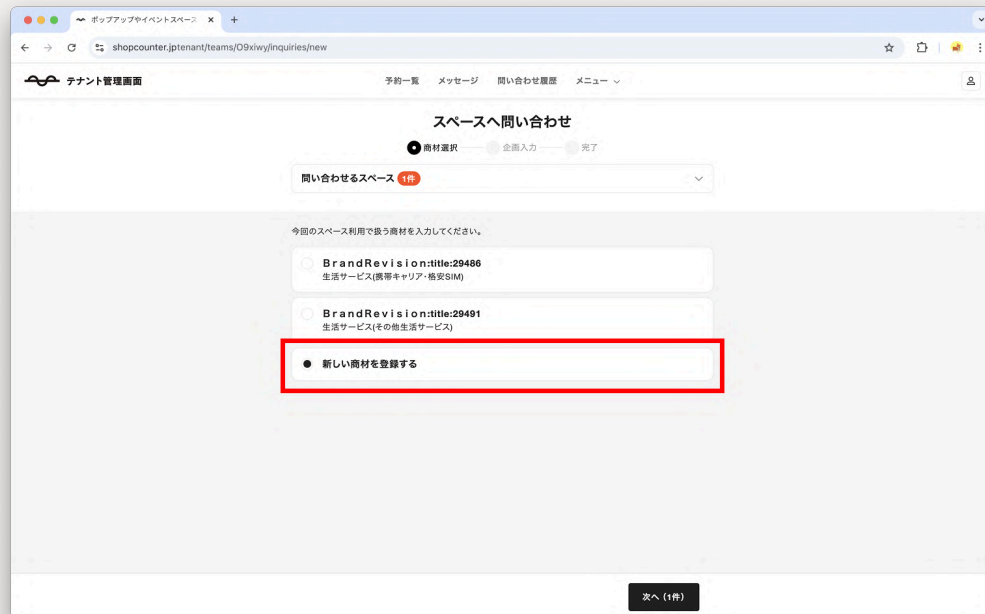 ポップアップやイベントスペース
shopcounter.jptenant/teams/O9xiwy/inquiries/new
テナント管理画面
予約一覧 メッセージ 問い合わせ履歴 メニュー
スペースへ問い合わせ
商材選択 企画入力 完了
問い合わせるスペース 1件
今回のスペース利用で扱う商材を入力してください。
BrandRevision:title:29486
生活サービス(携帯キャリア・格安SIM)
BrandRevision:title:29491
生活サービス(その他生活サービス)
新しい商材を登録する
次へ (1件)